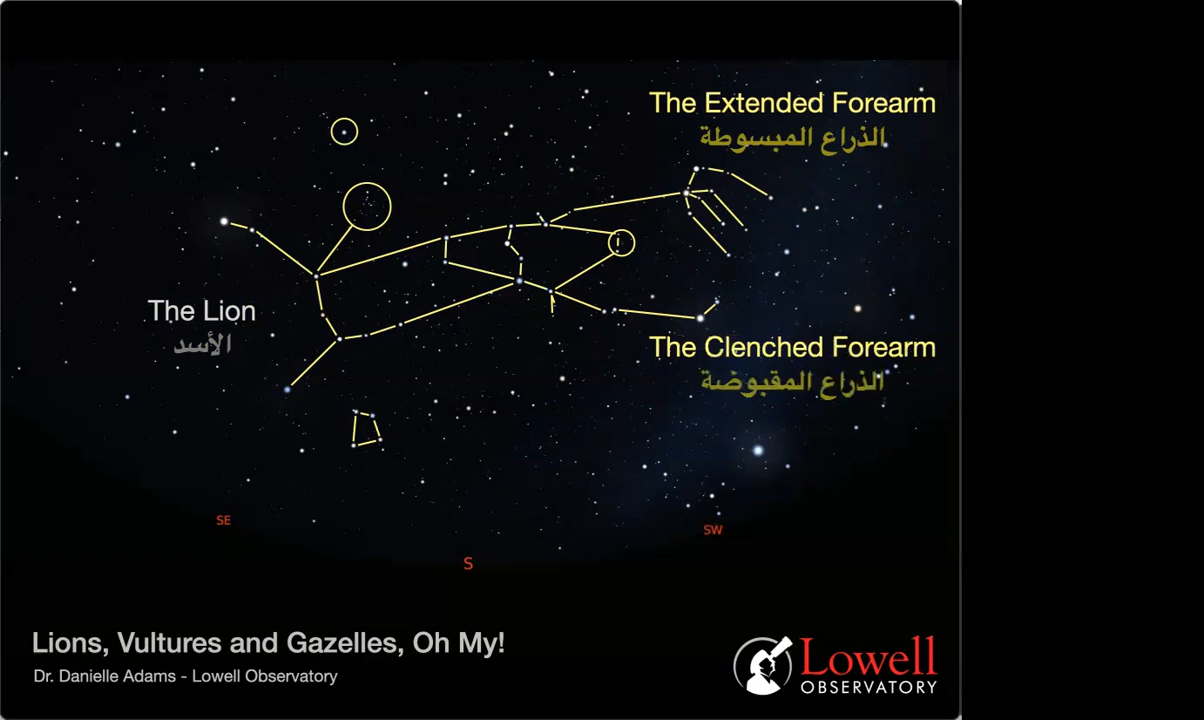 The Extended Forearm
الذراع المبسوطة
The Lion
الأسد
The Clenched Forearm
الذراع المقبوضة
SE
S
SW
Lions, Vultures and Gazelles, Oh My!
Dr. Danielle Adams - Lowell Observatory
Lowell
OBSERVATORY